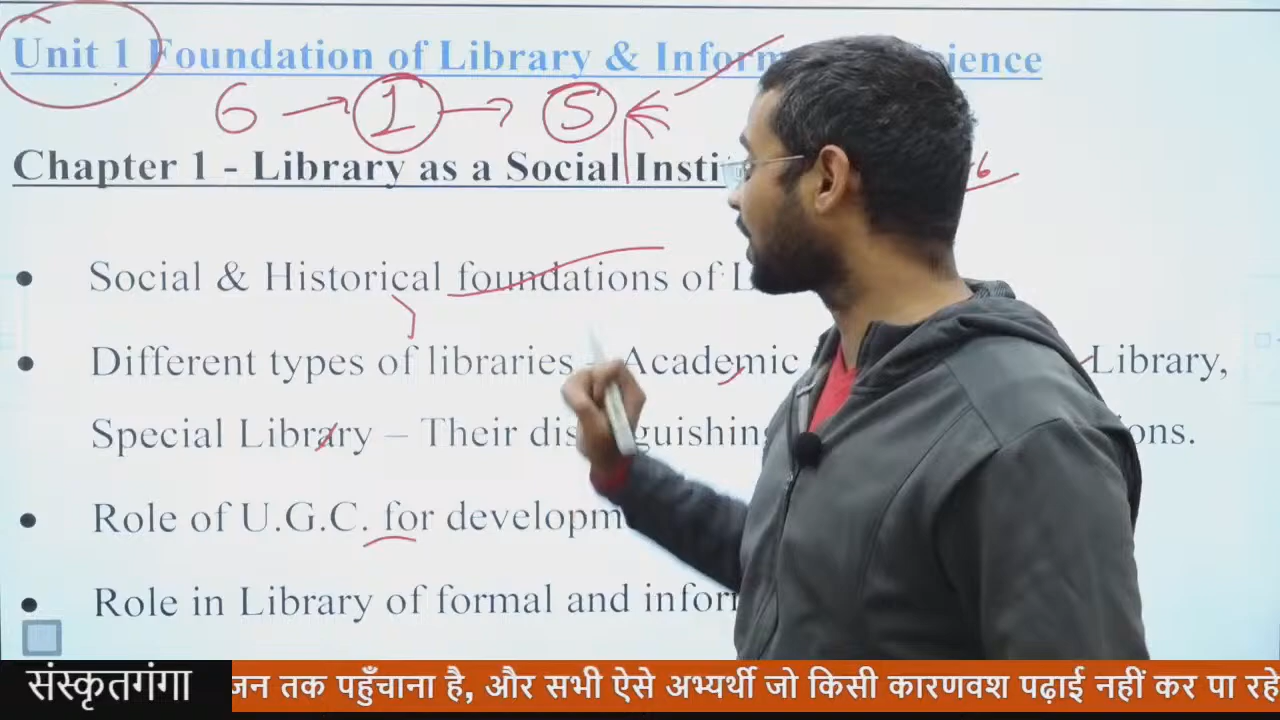 Unit 1 Foundation of Library & Inform ience
6 → 1 → 5
Chapter 1 - Library as a Social Insti 6
• Social & Historical foundations of L
• Different types of libraries – Academic Library,
Special Library – Their dis guishing ons.
• Role of U.G.C. for developm
• Role in Library of formal and infor
संस्कृतगंगा जन तक पहुँचाना है, और सभी ऐसे अभ्यर्थी जो किसी कारणवश पढ़ाई नहीं कर पा रहे